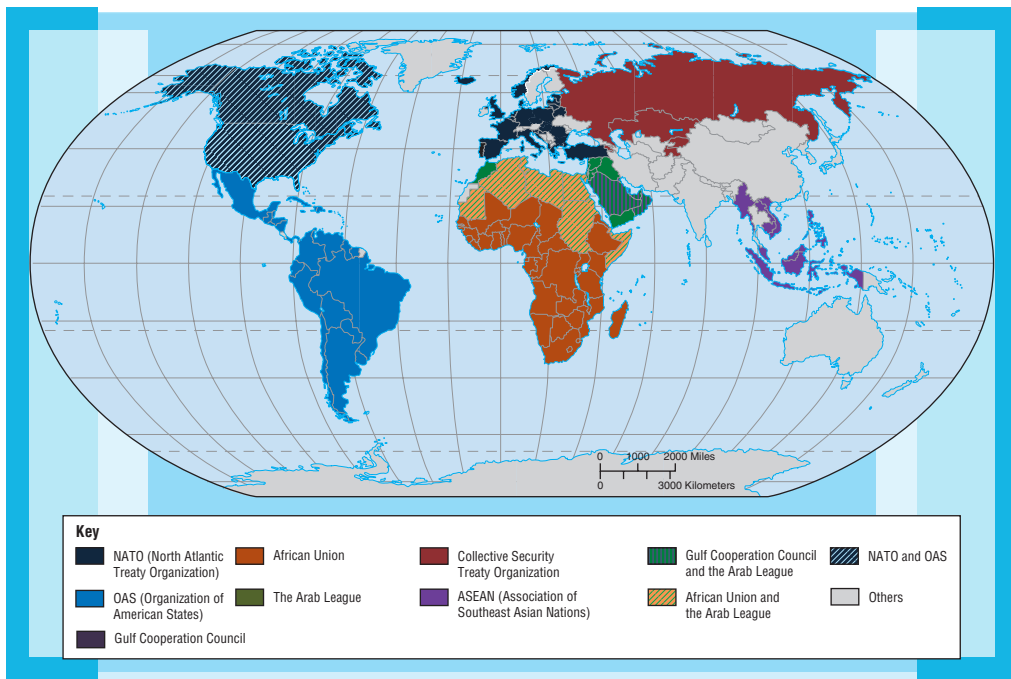 0 1000 2000 Miles
0 3000 Kilometers
Key
NATO (North Atlantic
Treaty Organization)
OAS (Organization of
American States)
Gulf Cooperation Council
African Union
The Arab League
Collective Security
Treaty Organization
ASEAN (Association of
Southeast Asian Nations)
Gulf Cooperation Council
and the Arab League
African Union and
the Arab League
NATO and OAS
Others